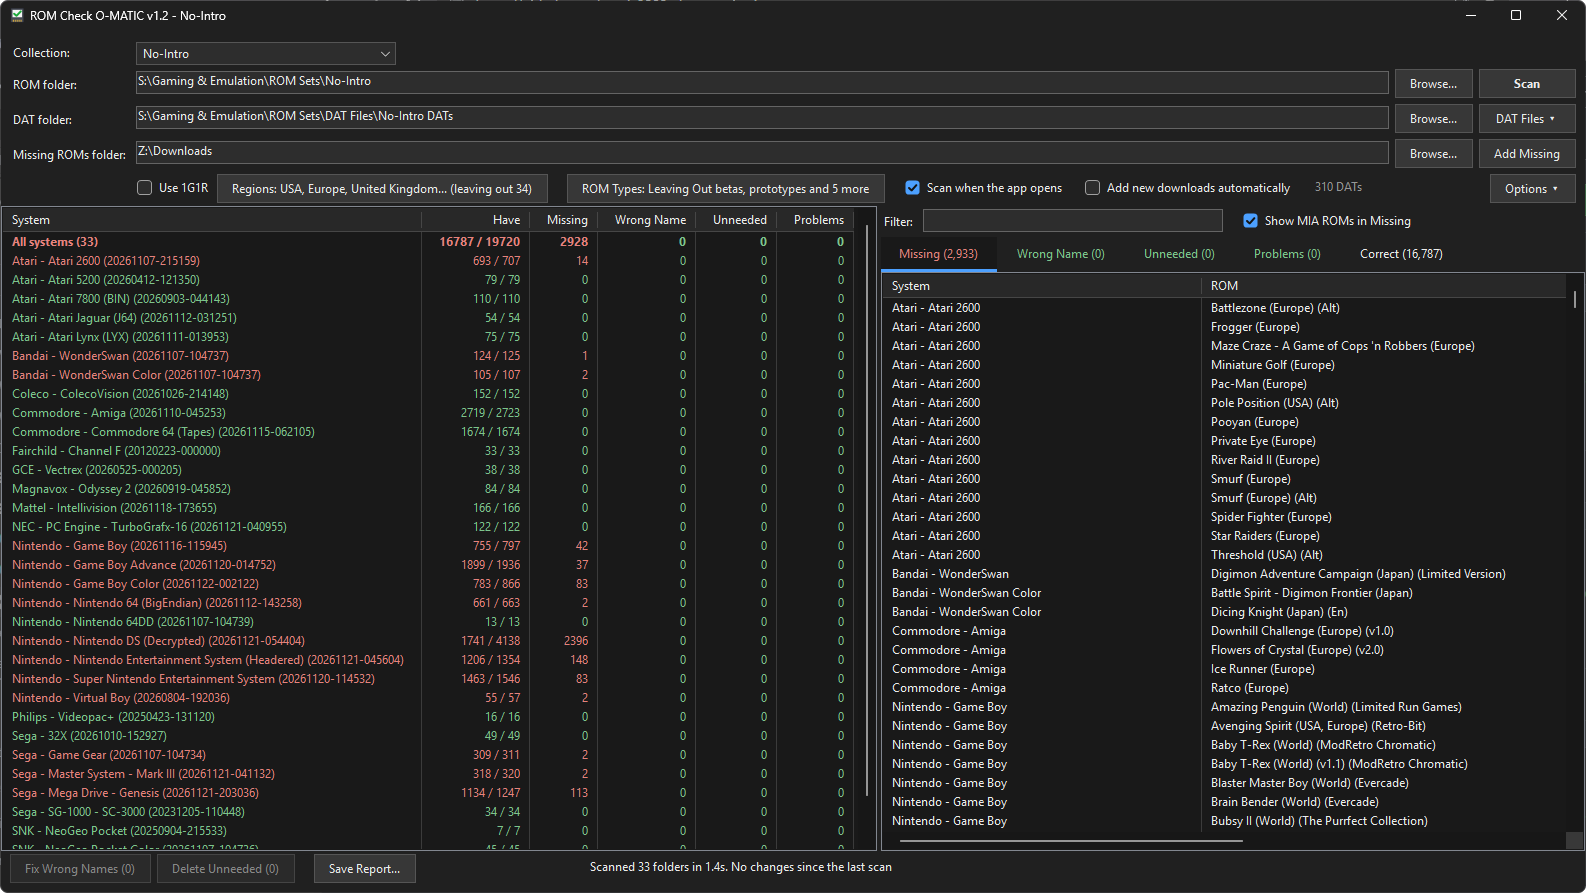 ROM Check O-MATIC v1.2 - No-Intro
Collection: No-Intro
ROM folder: S:\Gaming & Emulation\ROM Sets\No-Intro Browse... Scan
DAT folder: S:\Gaming & Emulation\ROM Sets\DAT Files\No-Intro DATs Browse... DAT Files
Missing ROMs folder: Z:\Downloads Browse... Add Missing
Use 1G1R Regions: USA, Europe, United Kingdom... (leaving out 34) ROM Types: Leaving Out betas, prototypes and 5 more Scan when the app opens Add new downloads automatically 310 DATs Options
System Have Missing Wrong Name Unneeded Problems
All systems (33) 16787 / 19720 2928 0 0 0
Atari - Atari 2600 (20261107-215159) 693 / 707 14 0 0 0
Atari - Atari 5200 (20260412-121350) 79 / 79 0 0 0 0
Atari - Atari 7800 (BIN) (20260903-044143) 110 / 110 0 0 0 0
Atari - Atari Jaguar (J64) (20261112-031251) 54 / 54 0 0 0 0
Atari - Atari Lynx (LYX) (20261111-013953) 75 / 75 0 0 0 0
Bandai - WonderSwan (20261107-104737) 124 / 125 1 0 0 0
Bandai - WonderSwan Color (20261107-104737) 105 / 107 2 0 0 0
Coleco - ColecoVision (20261026-214148) 152 / 152 0 0 0 0
Commodore - Amiga (20261110-045253) 2719 / 2723 0 0 0 0
Commodore - Commodore 64 (Tapes) (20261115-062105) 1674 / 1674 0 0 0 0
Fairchild - Channel F (20120223-000000) 33 / 33 0 0 0 0
GCE - Vectrex (20260525-000205) 38 / 38 0 0 0 0
Magnavox - Odyssey 2 (20260919-045852) 84 / 84 0 0 0 0
Mattel - Intellivision (20261118-173655) 166 / 166 0 0 0 0
NEC - PC Engine - TurboGrafx-16 (20261121-040955) 122 / 122 0 0 0 0
Nintendo - Game Boy (20261116-115945) 755 / 797 42 0 0 0
Nintendo - Game Boy Advance (20261120-014752) 1899 / 1936 37 0 0 0
Nintendo - Game Boy Color (20261122-002122) 783 / 866 83 0 0 0
Nintendo - Nintendo 64 (BigEndian) (20261112-143258) 661 / 663 2 0 0 0
Nintendo - Nintendo 64DD (20261107-104739) 13 / 13 0 0 0 0
Nintendo - Nintendo DS (Decrypted) (20261121-054404) 1741 / 4138 2396 0 0 0
Nintendo - Nintendo Entertainment System (Headered) (20261121-045604) 1206 / 1354 148 0 0 0
Nintendo - Super Nintendo Entertainment System (20261120-114532) 1463 / 1546 83 0 0 0
Nintendo - Virtual Boy (20260804-192036) 55 / 57 2 0 0 0
Philips - Videopac+ (20250423-131120) 16 / 16 0 0 0 0
Sega - 32X (20261010-152927) 49 / 49 0 0 0 0
Sega - Game Gear (20261107-104734) 309 / 311 2 0 0 0
Sega - Master System - Mark III (20261121-041132) 318 / 320 2 0 0 0
Sega - Mega Drive - Genesis (20261121-203036) 1134 / 1247 113 0 0 0
Sega - SG-1000 - SC-3000 (20231205-110448) 34 / 34 0 0 0 0
SNK - NeoGeo Pocket (20250904-215533) 7 / 7 0 0 0 0
Filter: Show MIA ROMs in Missing
Missing (2,933) Wrong Name (0) Unneeded (0) Problems (0) Correct (16,787)
System ROM
Atari - Atari 2600 Battlezone (Europe) (Alt)
Atari - Atari 2600 Frogger (Europe)
Atari - Atari 2600 Maze Craze - A Game of Cops 'n Robbers (Europe)
Atari - Atari 2600 Miniature Golf (Europe)
Atari - Atari 2600 Pac-Man (Europe)
Atari - Atari 2600 Pole Position (USA) (Alt)
Atari - Atari 2600 Pooyan (Europe)
Atari - Atari 2600 Private Eye (Europe)
Atari - Atari 2600 River Raid II (Europe)
Atari - Atari 2600 Smurf (Europe)
Atari - Atari 2600 Smurf (Europe) (Alt)
Atari - Atari 2600 Spider Fighter (Europe)
Atari - Atari 2600 Star Raiders (Europe)
Atari - Atari 2600 Threshold (USA) (Alt)
Bandai - WonderSwan Digimon Adventure Campaign (Japan) (Limited Version)
Bandai - WonderSwan Color Battle Spirit - Digimon Frontier (Japan)
Bandai - WonderSwan Color Dicing Knight (Japan) (En)
Commodore - Amiga Downhill Challenge (Europe) (v1.0)
Commodore - Amiga Flowers of Crystal (Europe) (v2.0)
Commodore - Amiga Ice Runner (Europe)
Commodore - Amiga Ratco (Europe)
Nintendo - Game Boy Amazing Penguin (World) (Limited Run Games)
Nintendo - Game Boy Avenging Spirit (USA, Europe) (Retro-Bit)
Nintendo - Game Boy Baby T-Rex (World) (ModRetro Chromatic)
Nintendo - Game Boy Baby T-Rex (World) (v1.1) (ModRetro Chromatic)
Nintendo - Game Boy Blaster Master Boy (World) (Evercade)
Nintendo - Game Boy Brain Bender (World) (Evercade)
Nintendo - Game Boy Bubsy II (World) (The Purrfect Collection)
Fix Wrong Names (0) Delete Unneeded (0) Save Report... Scanned 33 folders in 1.4s. No changes since the last scan